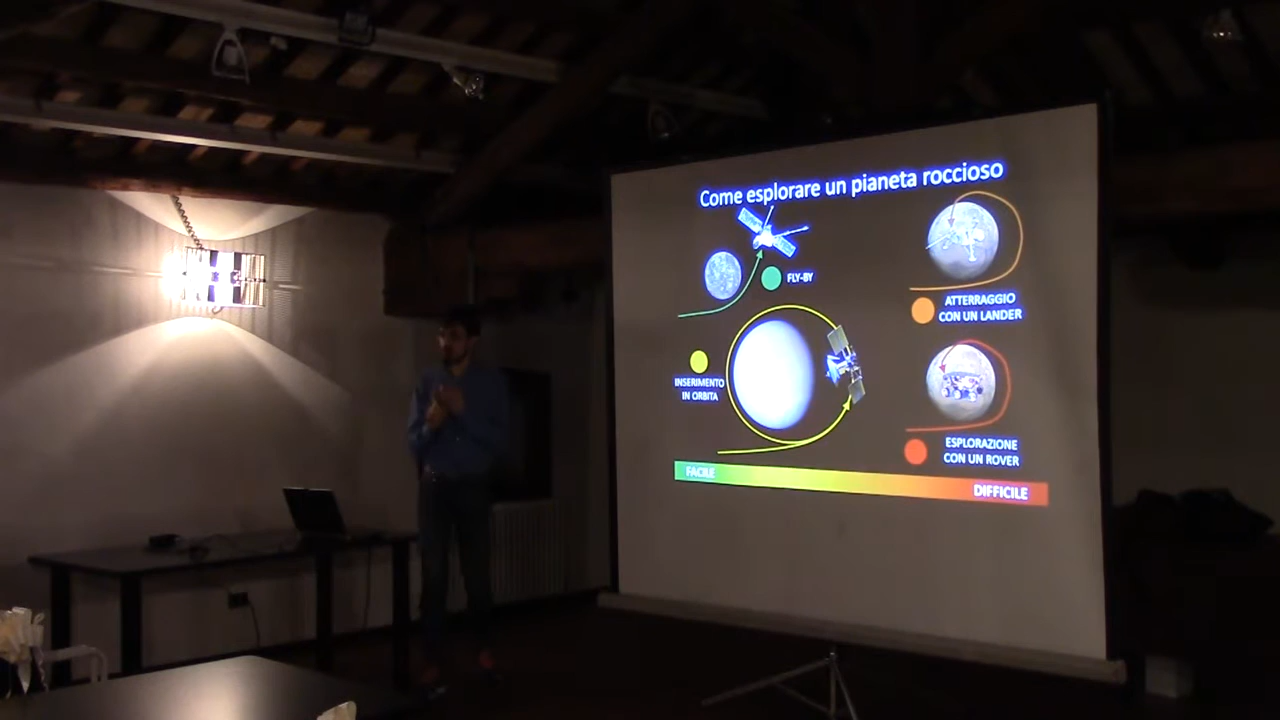 Come esplorare un pianeta roccioso
FLY-BY
ATTERRAGGIO
CON UN LANDER
INSERIMENTO
IN ORBITA
ESPLORAZIONE
CON UN ROVER
FACILE
DIFFICILE